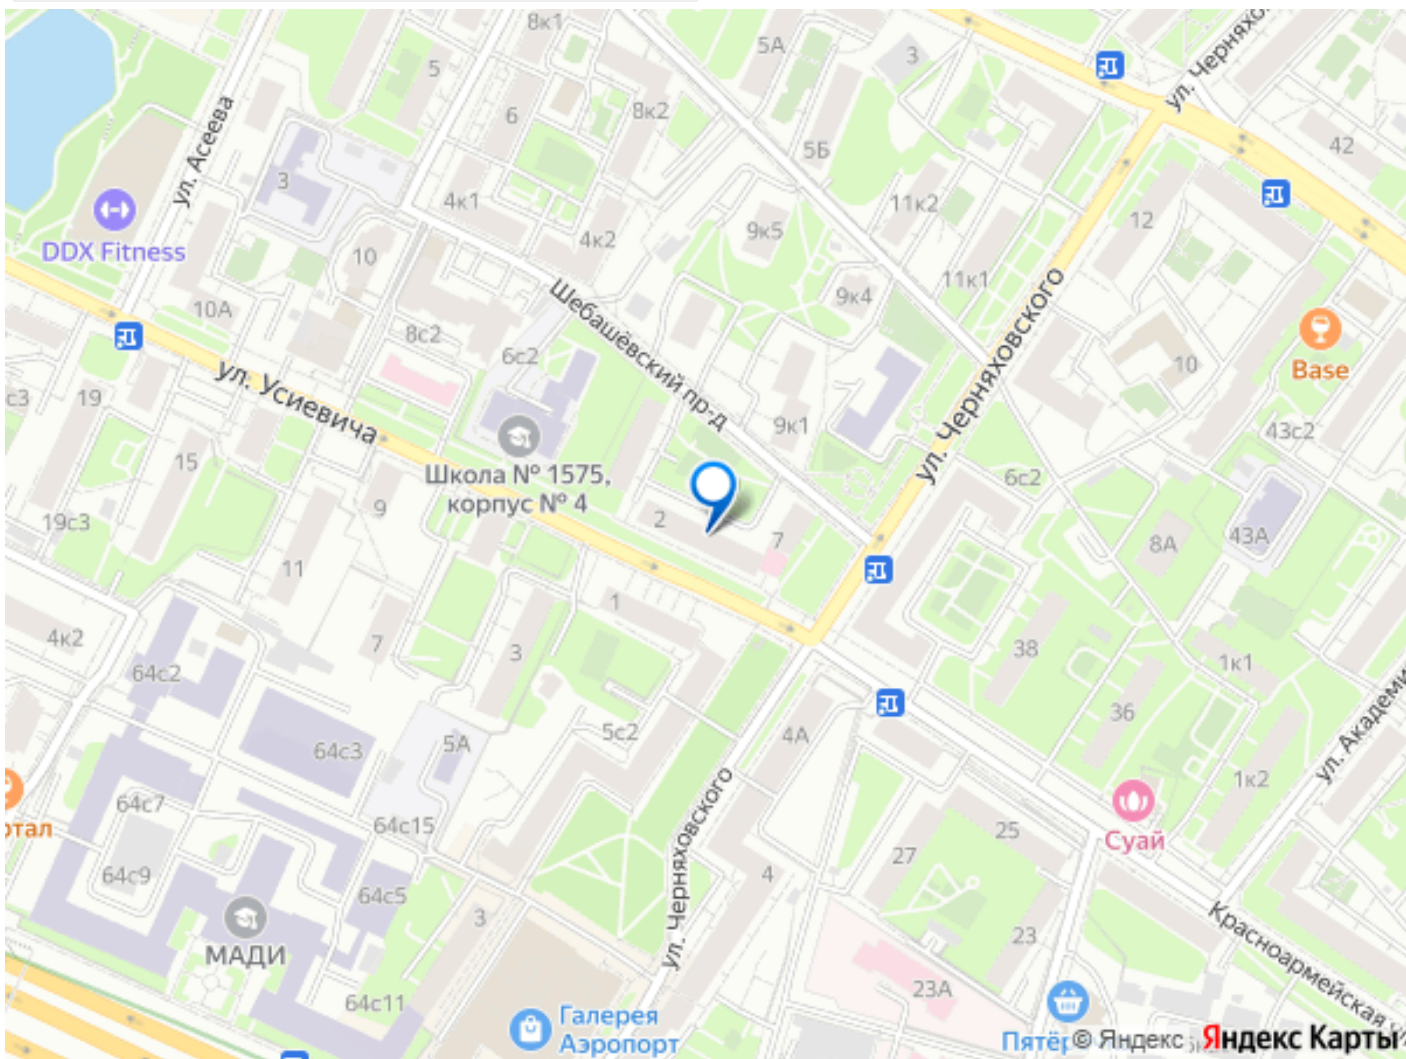 8к1
5А
3
ул. Черняхо
5
ул. Асеева
6
8к2
5Б
42
3
4к1
4к2
9к5
11к2
12
DDX Fitness
10
10А
Шебашёвский пр-д
9к4
11к1
ул. Черняховского
8с2
6с2
10
Base
с3
19
ул. Усиевича
9к1
43с2
15
Школа № 1575,
корпус № 4
6с2
9
19с3
2
7
8А
43А
11
1
4к2
7
3
38
1к1
64с2
36
ул. Академи
5с2
4А
64с3
5А
1к2
64с7
ул. Черняховского
Суай
ртал
64с15
25
27
64с9
64с5
4
3
23
Красноармейская у
МАДИ
23А
64с11
Галерея
Аэропорт
Пятёр
© Яндекс
Яндекс Карты